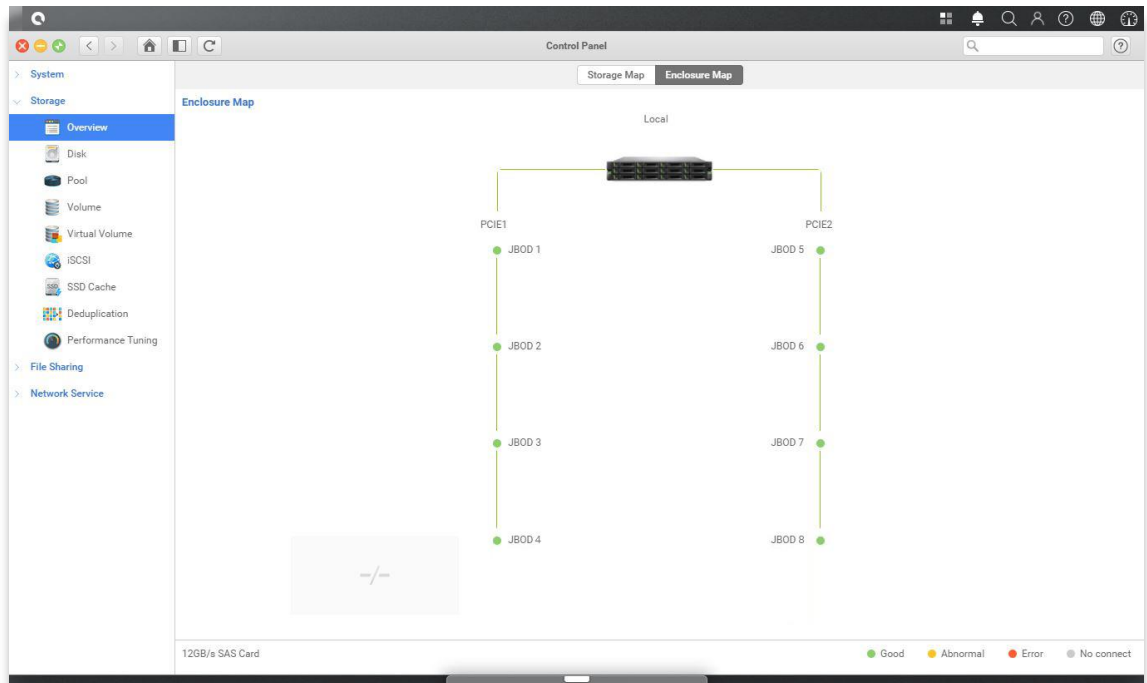 Control Panel
System
Storage
Overview
Disk
Pool
Volume
Virtual Volume
iSCSI
SSD Cache
Deduplication
Performance Tuning
File Sharing
Network Service
Storage Map Enclosure Map
Enclosure Map
Local
PCIE1 PCIE2
JBOD 1 JBOD 5
JBOD 2 JBOD 6
JBOD 3 JBOD 7
JBOD 4 JBOD 8
-/-
12GB/s SAS Card Good Abnormal Error No connect